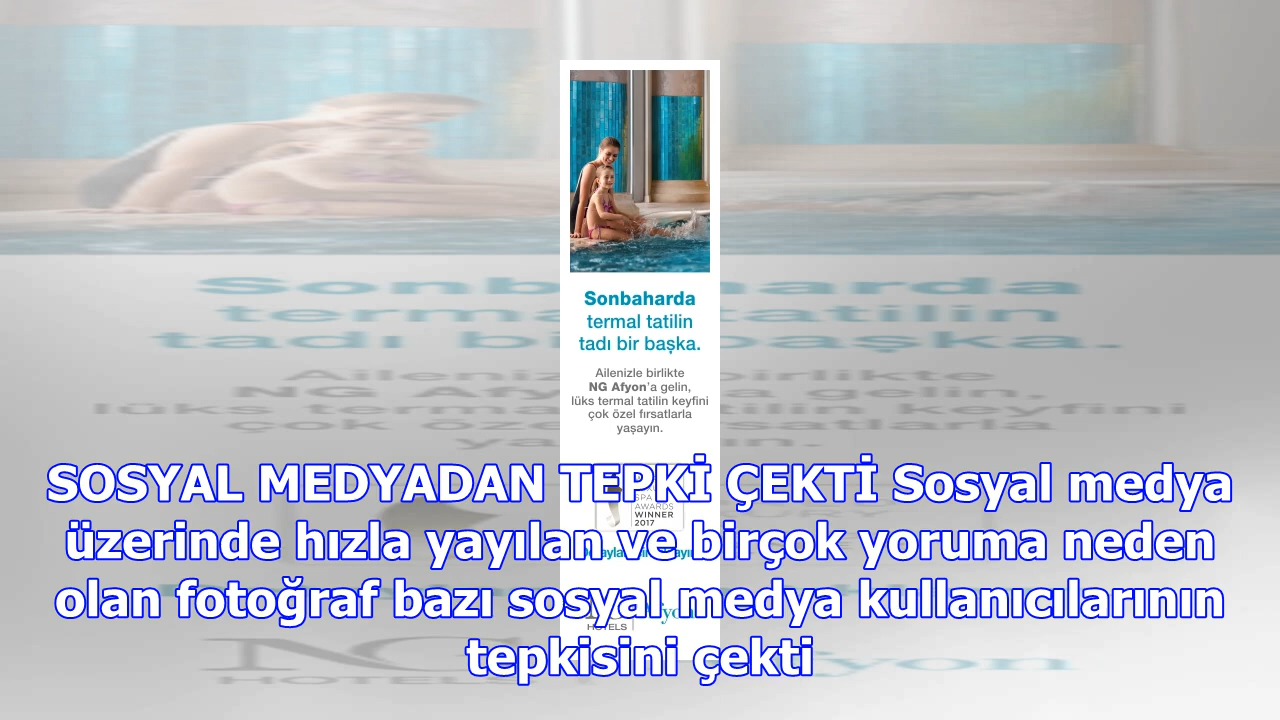 Sonbaharda
termal tatilin
tadı bir başka.
Ailenizle birlikte
NG Afyon'a gelin,
lüks termal tatilin keyfini
çok özel fırsatlarla
yaşayın.
SOSYAL MEDYADAN TEPKİ ÇEKTİ Sosyal medya
SPA
AWARDS
WINNER
2017
üzerinde hızla yayılan ve birçok yoruma neden
olan fotoğraf bazı sosyal medya kullanıcılarının
HOTELS
tepkisini çekti